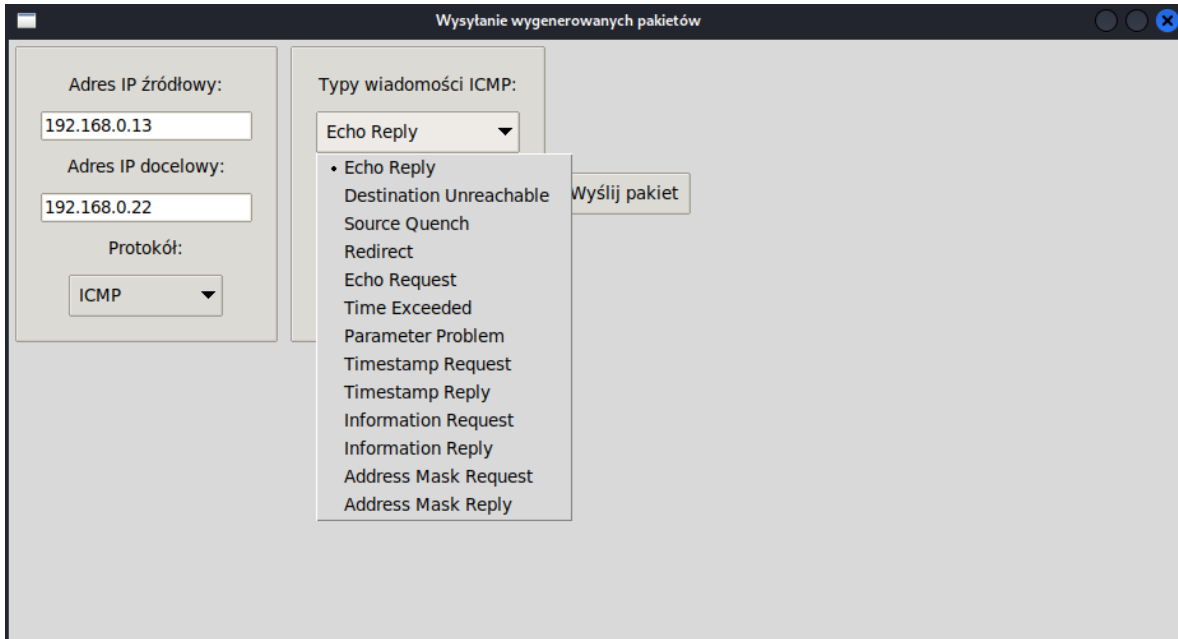 Wysyłanie wygenerowanych pakietów
Adres IP źródłowy:
192.168.0.13
Adres IP docelowy:
192.168.0.22
Protokół:
ICMP
Typy wiadomości ICMP:
Echo Reply
• Echo Reply
Destination Unreachable
Source Quench
Redirect
Echo Request
Time Exceeded
Parameter Problem
Timestamp Request
Timestamp Reply
Information Request
Information Reply
Address Mask Request
Address Mask Reply
Wyślij pakiet